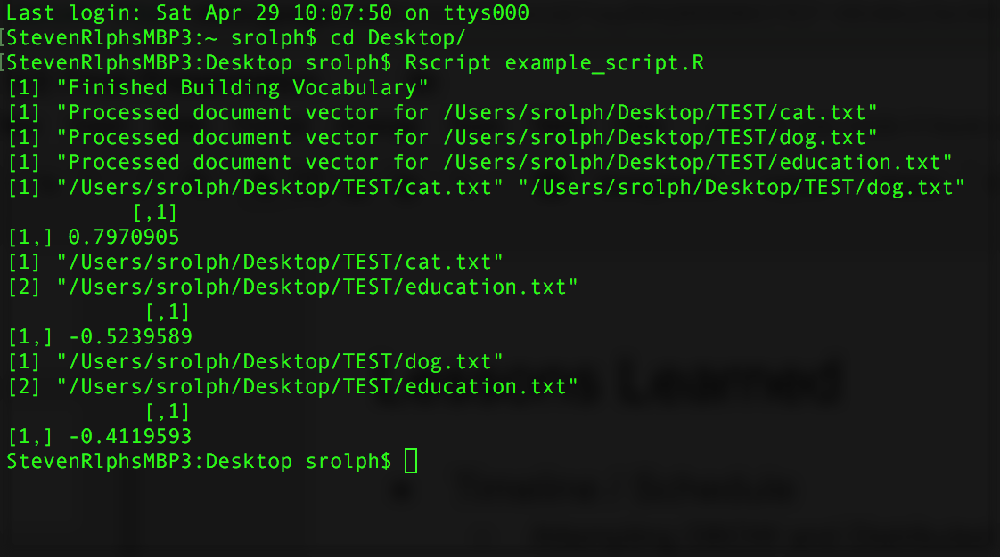 Last login: Sat Apr 29 10:07:50 on ttys000
[StevenRlphsMBP3:~ srolph$ cd Desktop/
[StevenRlphsMBP3:Desktop srolph$ Rscript example_script.R
[1] "Finished Building Vocabulary"
[1] "Processed document vector for /Users/srolph/Desktop/TEST/cat.txt"
[1] "Processed document vector for /Users/srolph/Desktop/TEST/dog.txt"
[1] "Processed document vector for /Users/srolph/Desktop/TEST/education.txt"
[1] "/Users/srolph/Desktop/TEST/cat.txt" "/Users/srolph/Desktop/TEST/dog.txt"
[,1]
[1,] 0.7970905
[1] "/Users/srolph/Desktop/TEST/cat.txt"
[2] "/Users/srolph/Desktop/TEST/education.txt"
[,1]
[1,] -0.5239589
[1] "/Users/srolph/Desktop/TEST/dog.txt"
[2] "/Users/srolph/Desktop/TEST/education.txt"
[,1]
[1,] -0.4119593
StevenRlphsMBP3:Desktop srolph$
Learned
Timeline / Schedule